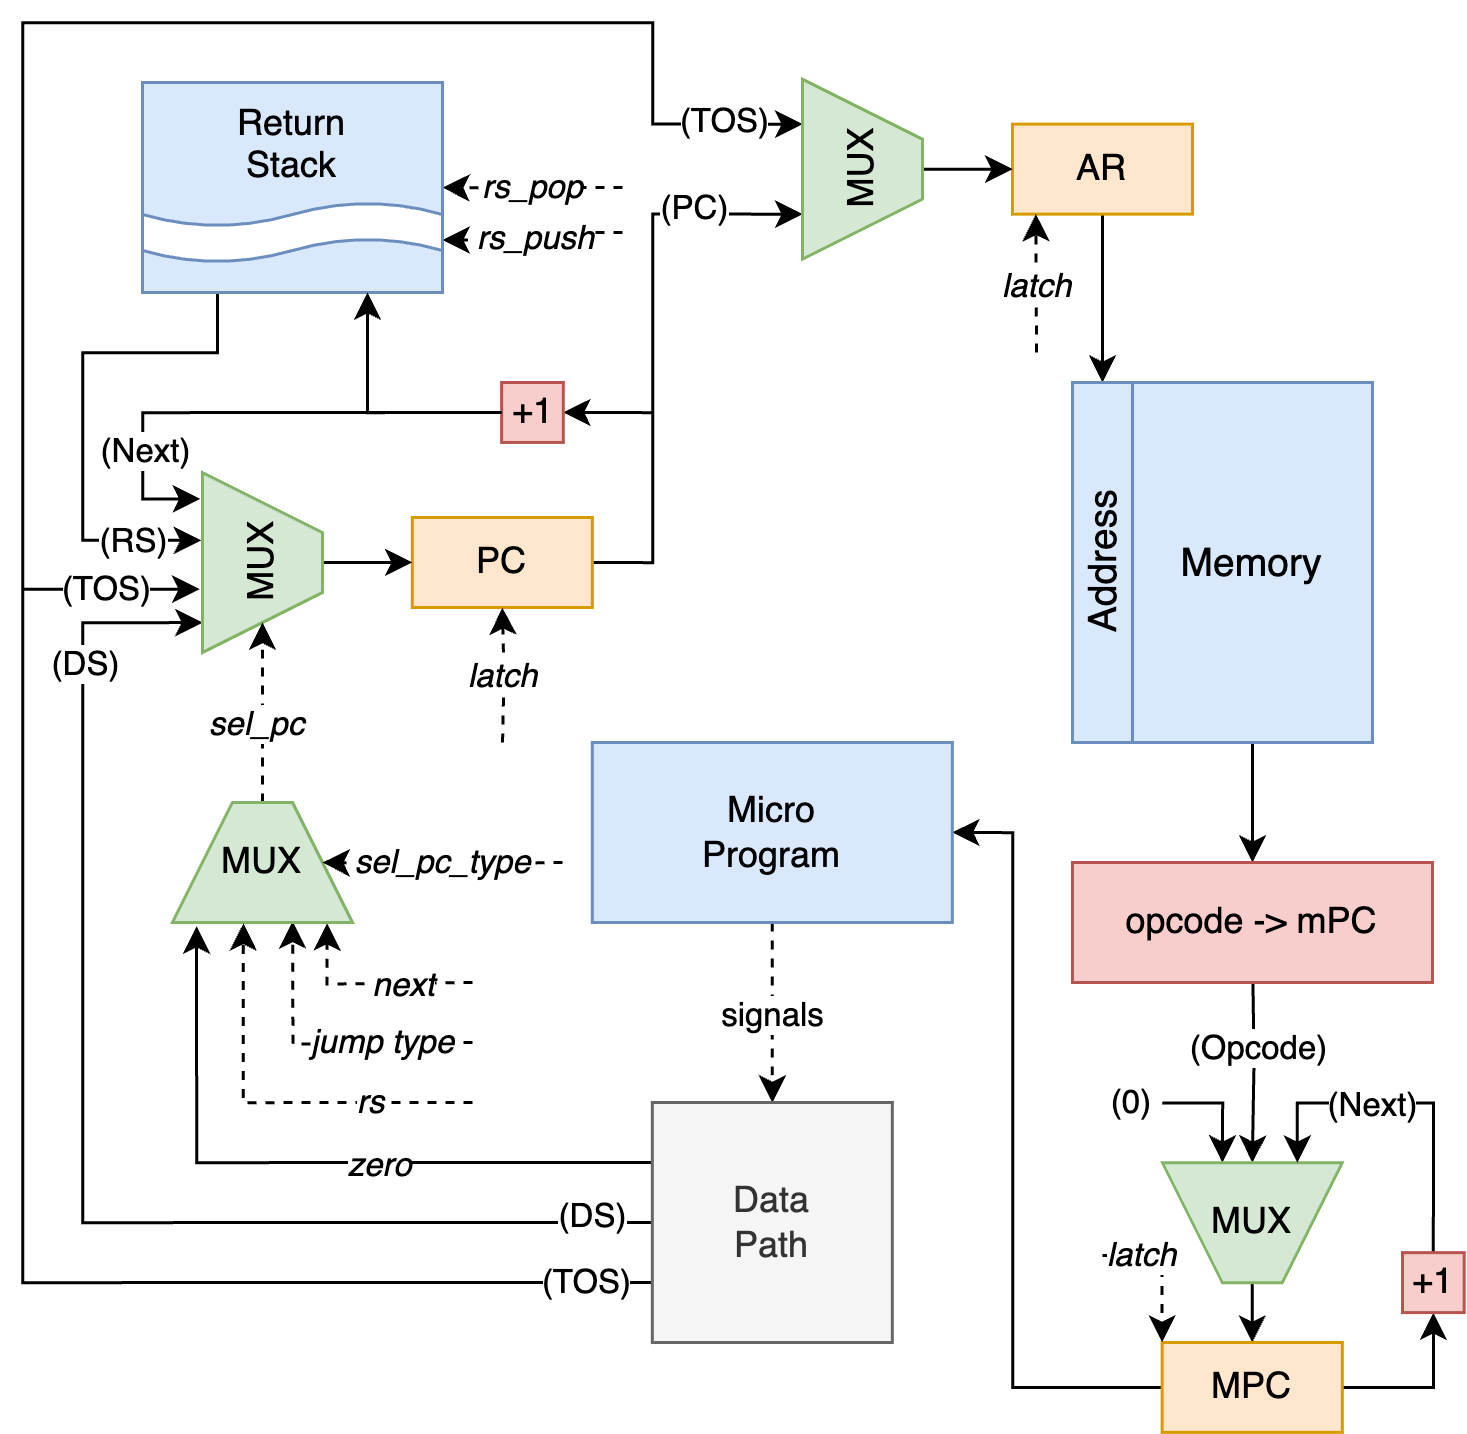 Return
Stack
rs_pop
rs_push
(TOS)
(PC)
MUX
AR
latch
+1
(Next)
(RS)
(TOS)
(DS)
MUX
PC
latch
sel_pc
Address
Memory
MUX
sel_pc_type
next
jump type
rs
zero
(DS)
(TOS)
Micro
Program
signals
Data
Path
opcode -> mPC
(Opcode)
(0)
(Next)
MUX
latch
+1
MPC